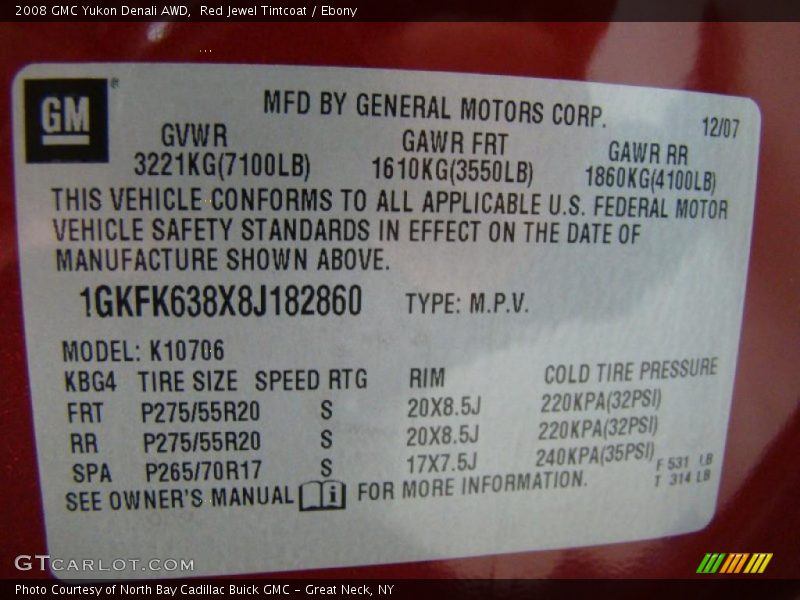 2008 GMC Yukon Denali AWD, Red Jewel Tintcoat / Ebony
GM
®
MFD BY GENERAL MOTORS CORP.
12/07
GVWR GAWR FRT GAWR RR
3221KG(7100LB) 1610KG(3550LB) 1860KG(4100LB)
THIS VEHICLE CONFORMS TO ALL APPLICABLE U.S. FEDERAL MOTOR
VEHICLE SAFETY STANDARDS IN EFFECT ON THE DATE OF
MANUFACTURE SHOWN ABOVE.
1GKFK638X8J182860 TYPE: M.P.V.
MODEL: K10706
KBG4 TIRE SIZE SPEED RTG RIM COLD TIRE PRESSURE
FRT P275/55R20 S 20X8.5J 220KPA(32PSI)
RR P275/55R20 S 20X8.5J 220KPA(32PSI)
SPA P265/70R17 S 17X7.5J 240KPA(35PSI)
F 531 LB
T 314 LB
SEE OWNER'S MANUAL FOR MORE INFORMATION.
GTCARLOT.COM
Photo Courtesy of North Bay Cadillac Buick GMC - Great Neck, NY